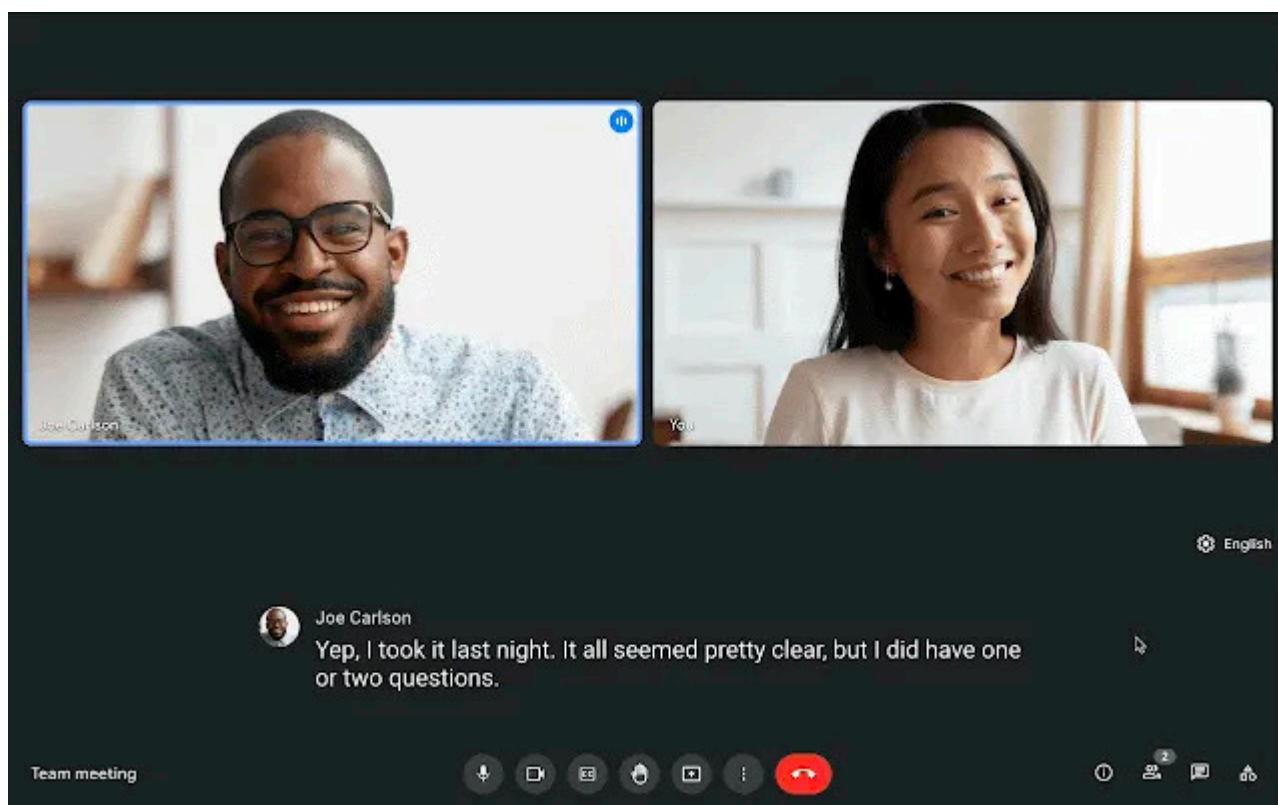 Joe Carlson
You
English
Joe Carlson
Yep, I took it last night. It all seemed pretty clear, but I did have one
or two questions.
Team meeting
CC
2